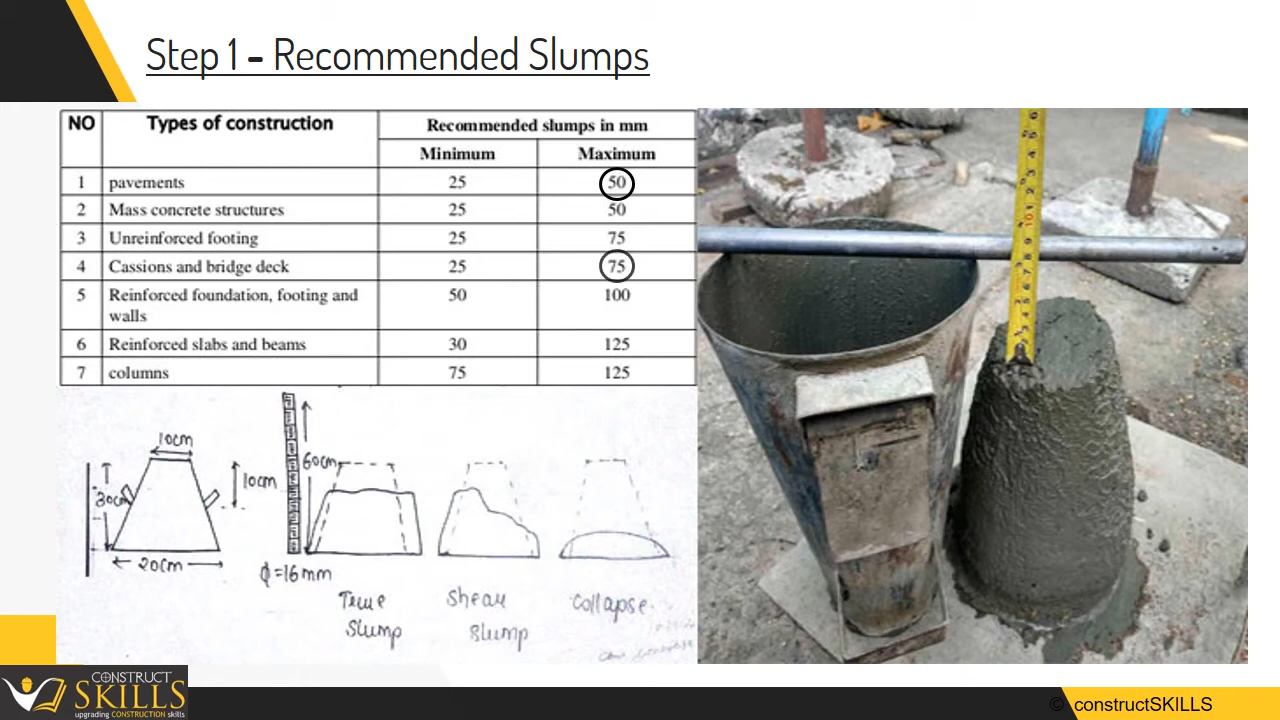 Step 1 – Recommended Slumps
NO Types of construction Recommended slumps in mm
Minimum Maximum
1 pavements 25 50
2 Mass concrete structures 25 50
3 Unreinforced footing 25 75
4 Cassions and bridge deck 25 75
5 Reinforced foundation, footing and walls 50 100
6 Reinforced slabs and beams 30 125
7 columns 75 125
10cm
30cm
10cm
20cm
60cm
ϕ=16mm
True
Slump
Shear
Slump
Collapse
CONSTRUCT
SKILLS
upgrading CONSTRUCTION skills
© constructSKILLS